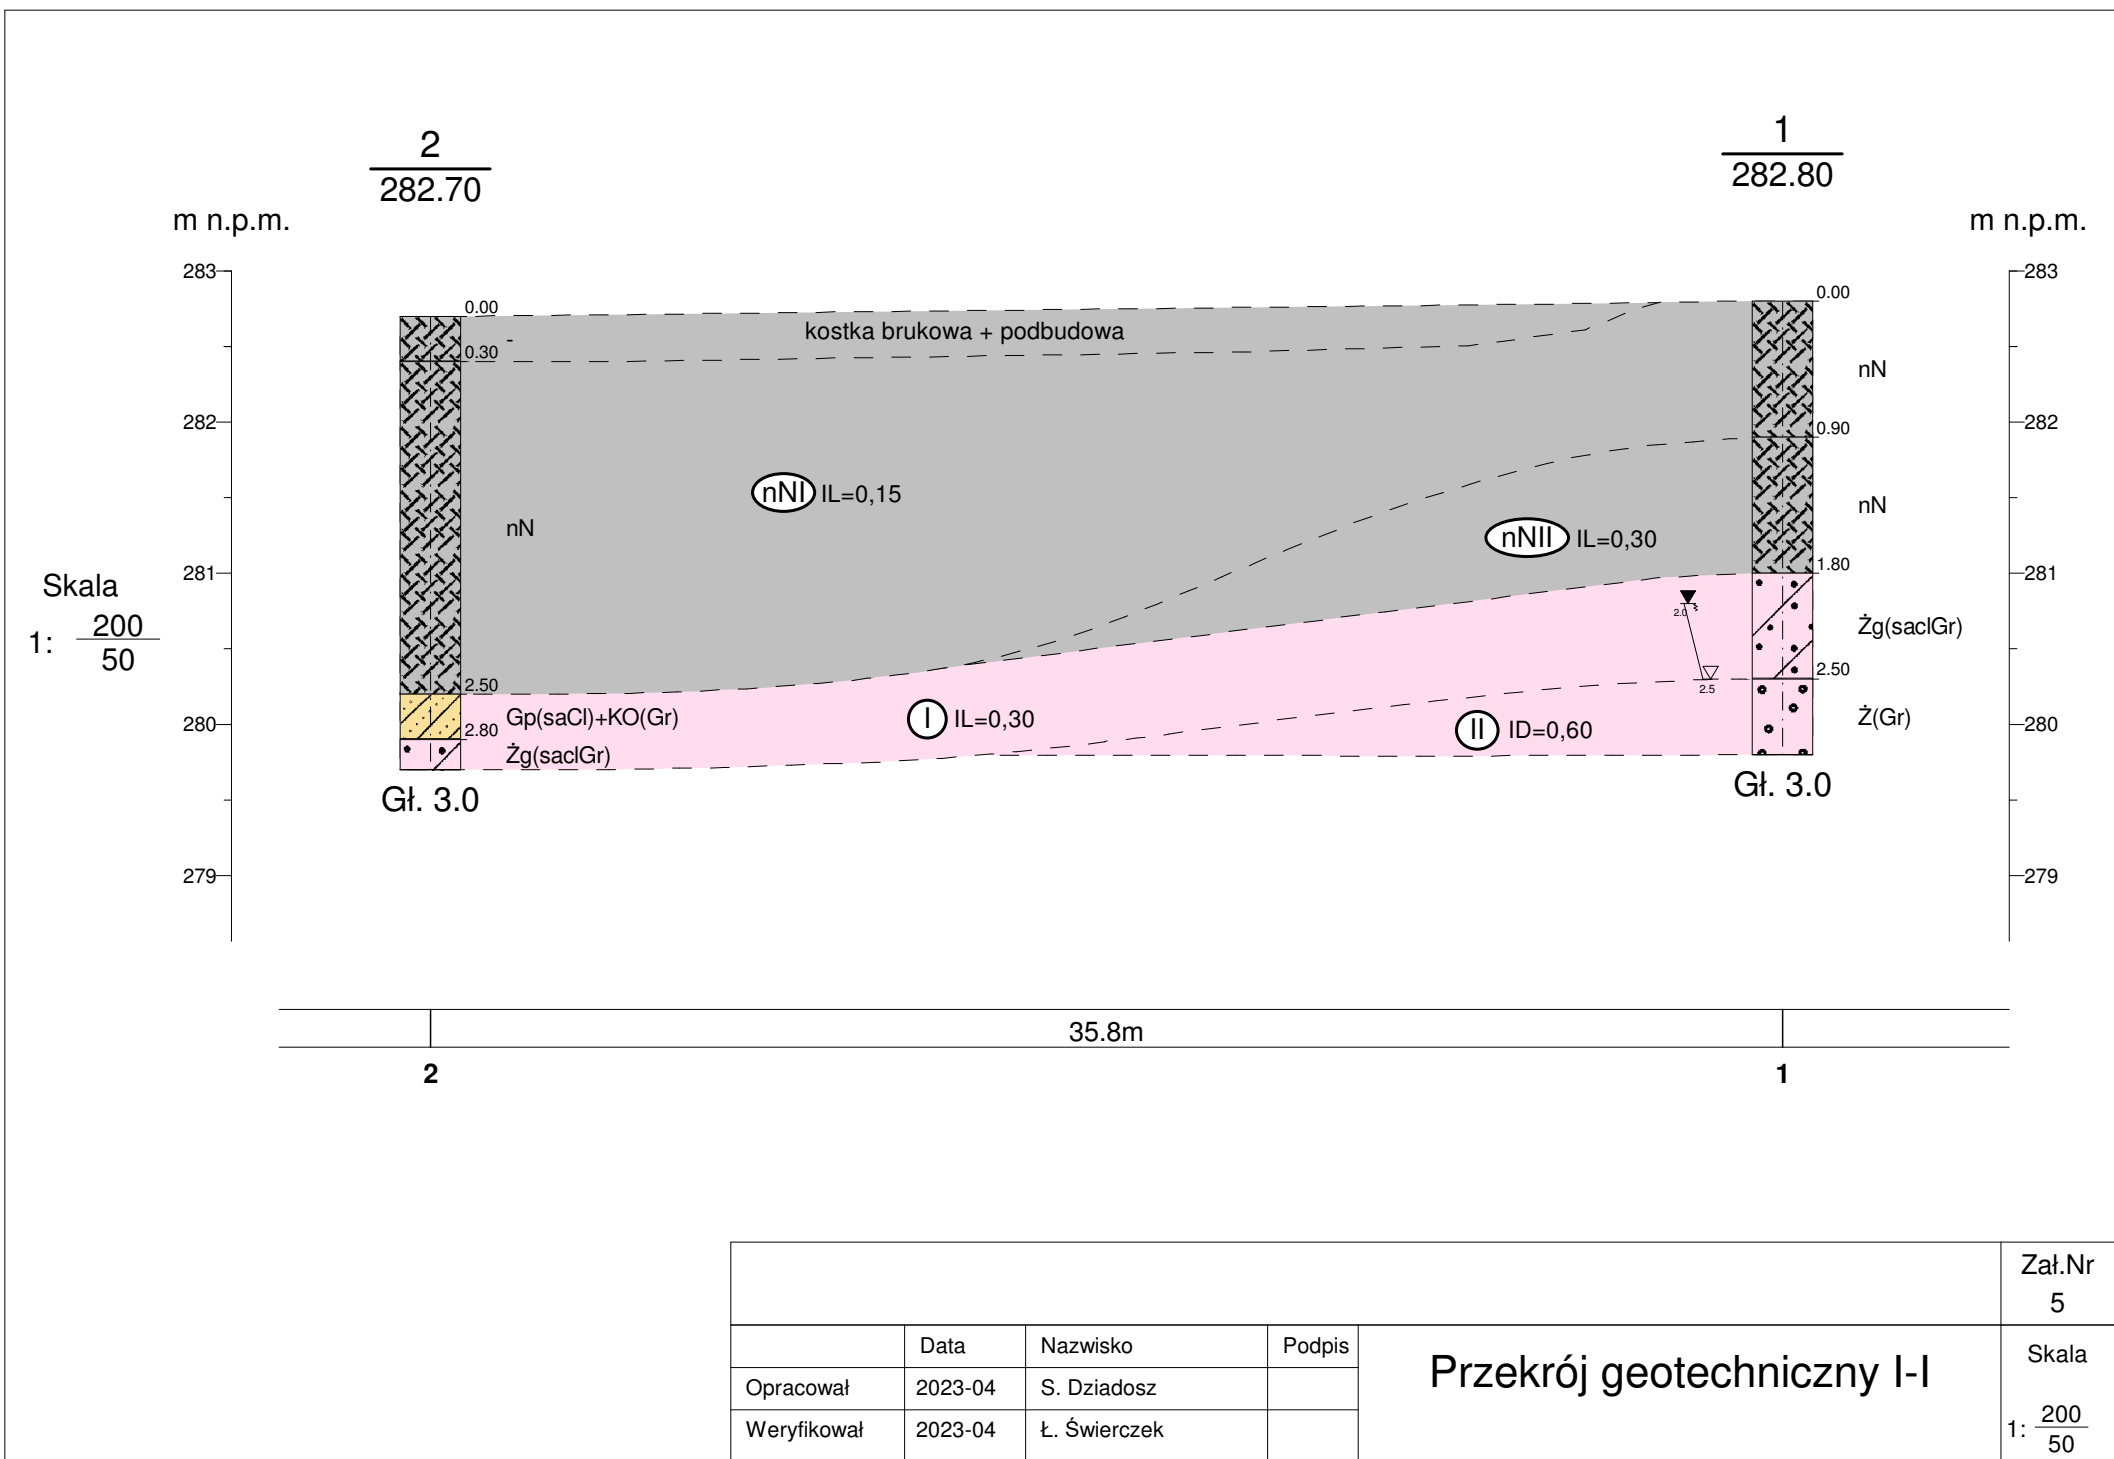 2
282.70
1
282.80
m n.p.m.
m n.p.m.
283
282
281
280
279
283
282
281
280
279
Skala
1: 200
50
0.00
-
0.30
nN
2.50
Gp(saCl)+KO(Gr)
2.80
Żg(saclGr)
Gł. 3.0
kostka brukowa + podbudowa
nNI IL=0,15
nNII IL=0,30
I IL=0,30
II ID=0,60
2.0
2.5
0.00
nN
0.90
nN
1.80
Żg(saclGr)
2.50
Ż(Gr)
Gł. 3.0
35.8m
2
1
Zał.Nr
5
Data Nazwisko Podpis
Opracował 2023-04 S. Dziadosz
Weryfikował 2023-04 Ł. Świerczek
Przekrój geotechniczny I-I
Skala
1: 200
50